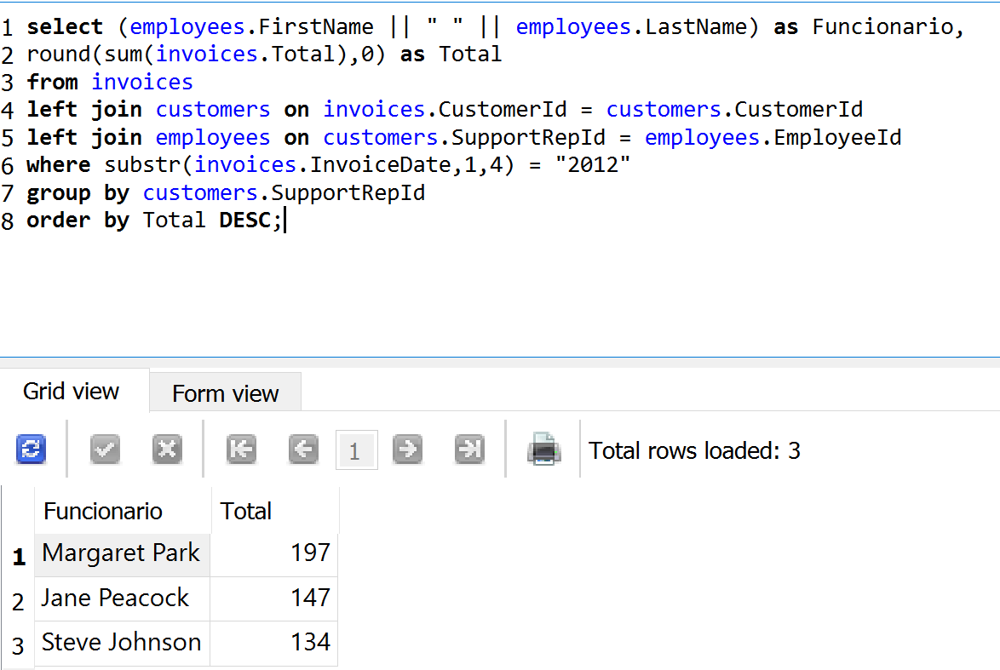 1 select (employees.FirstName || " " || employees.LastName) as Funcionario,
2 round(sum(invoices.Total),0) as Total
3 from invoices
4 left join customers on invoices.CustomerId = customers.CustomerId
5 left join employees on customers.SupportRepId = employees.EmployeeId
6 where substr(invoices.InvoiceDate,1,4) = "2012"
7 group by customers.SupportRepId
8 order by Total DESC;
Grid view Form view
1 Total rows loaded: 3
Funcionario Total
1 Margaret Park 197
2 Jane Peacock 147
3 Steve Johnson 134